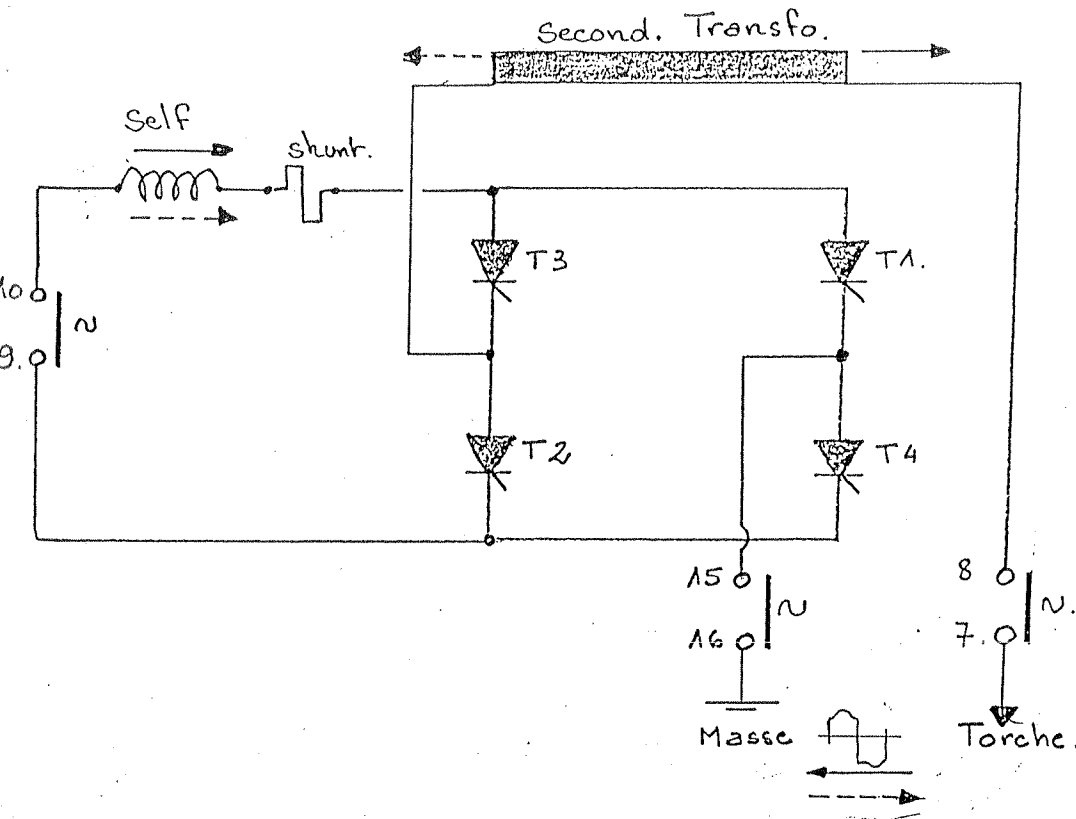 Second. Transfo.
Self
shunt.
T3
T1.
10
~
9.
T2
T4
15
~
16
8
~.
7.
Masse
Torche.